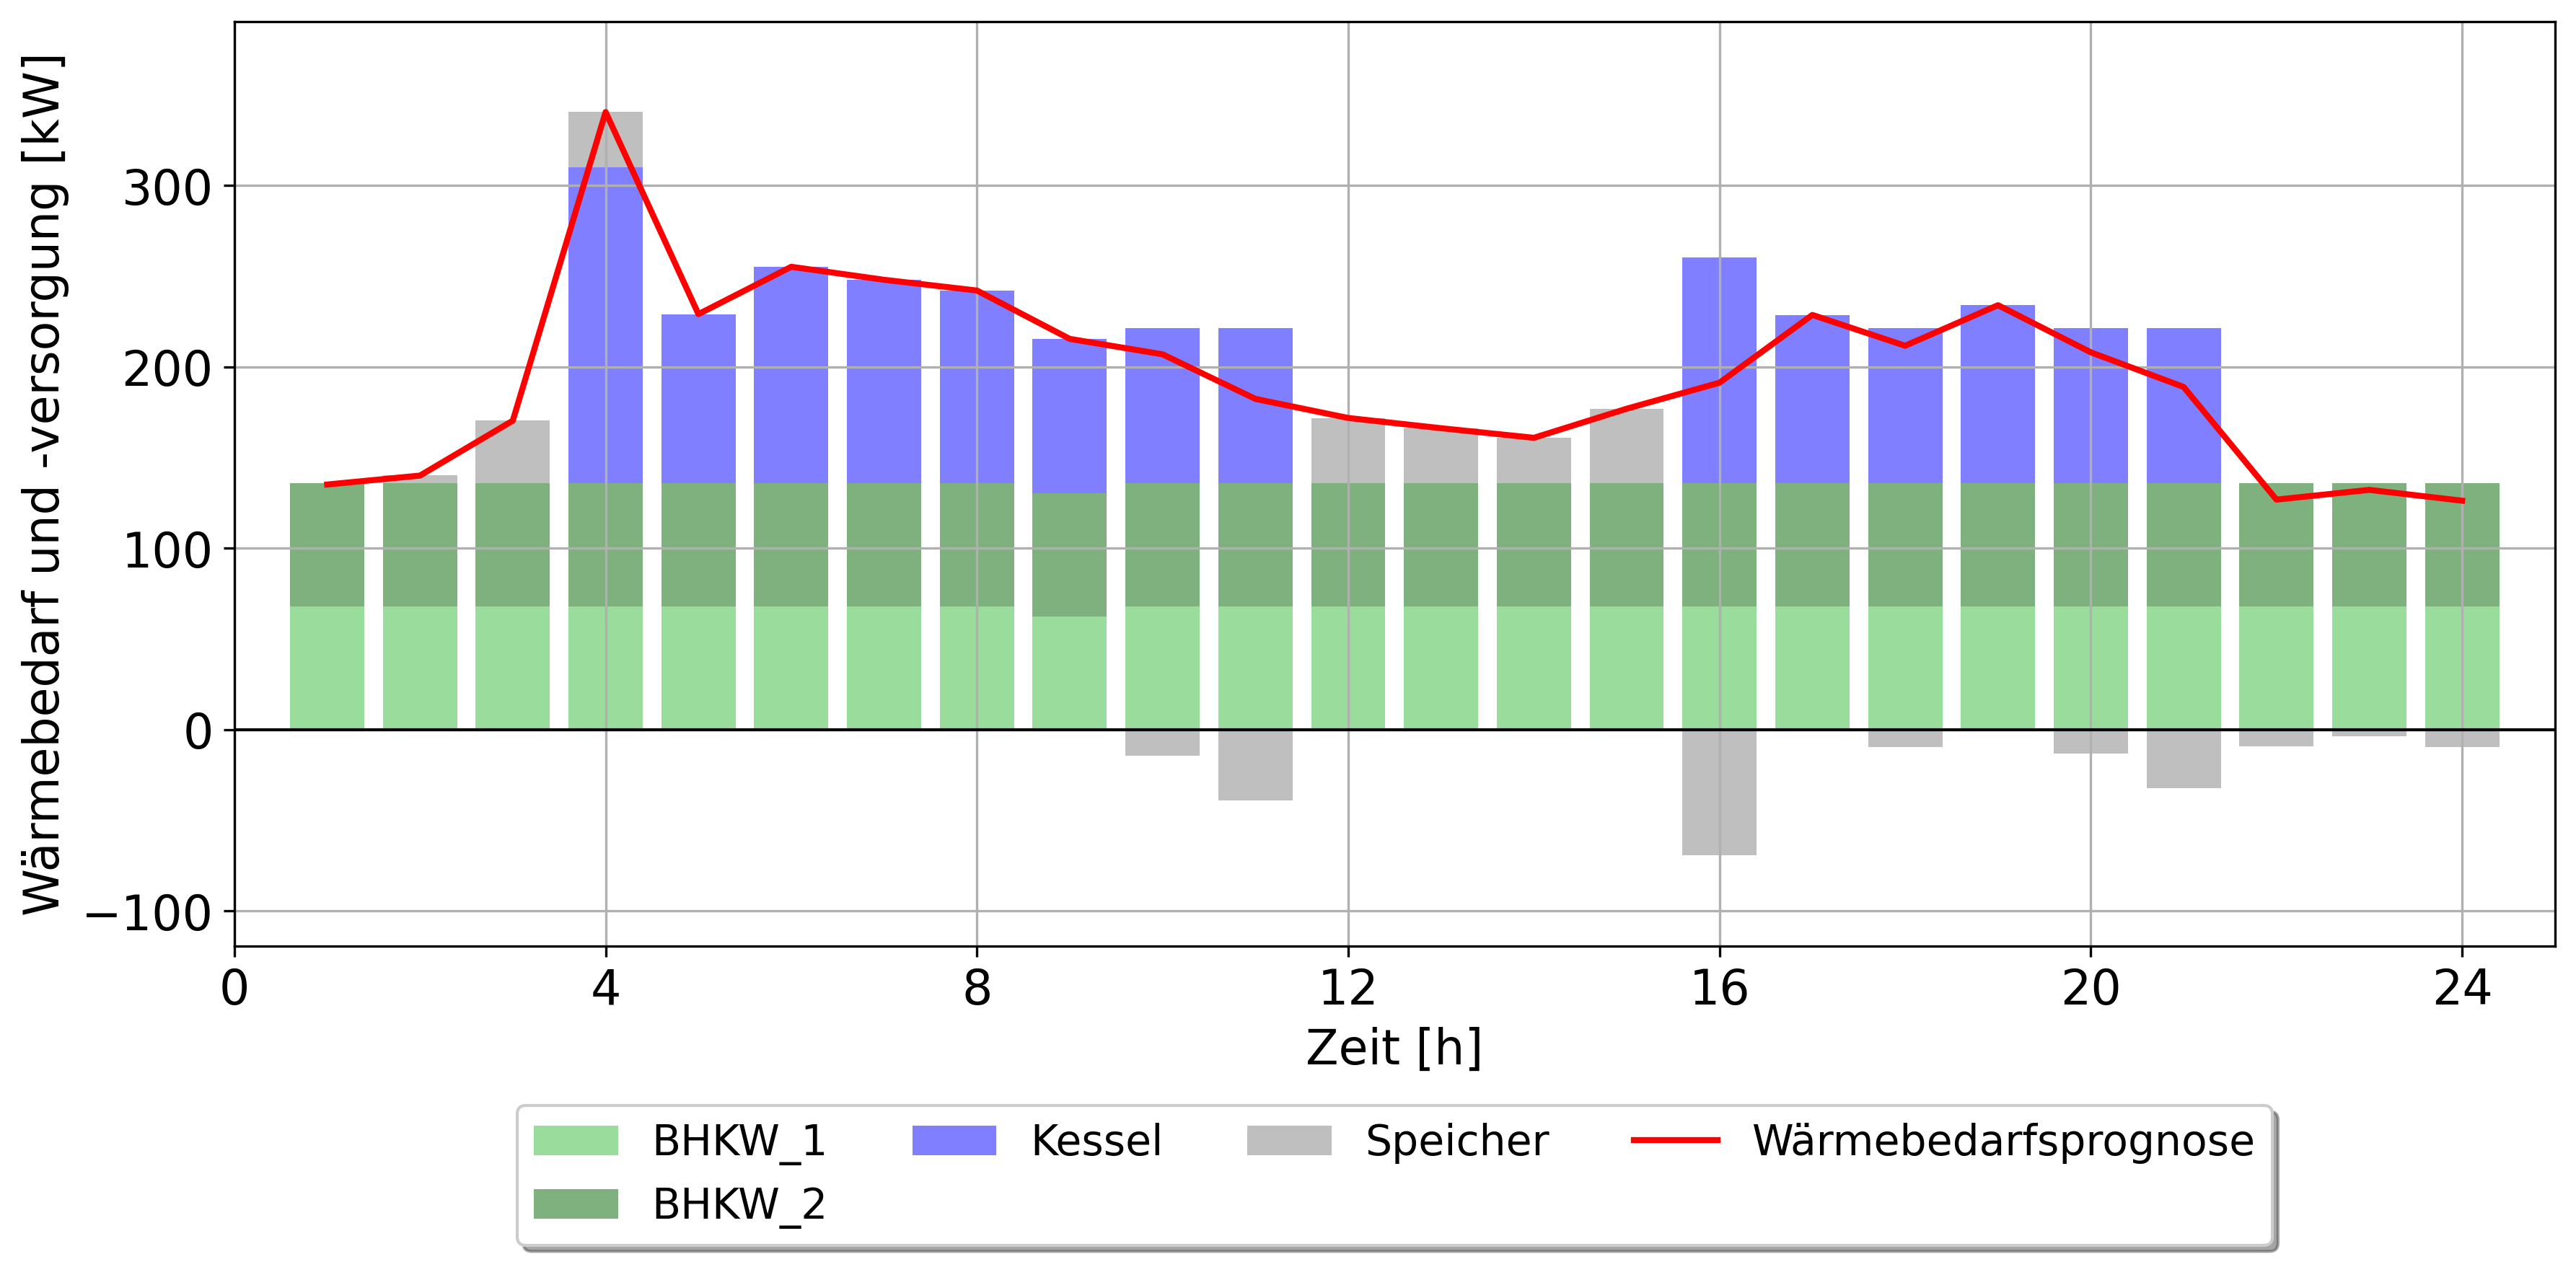 Wärmebedarf und -versorgung [kW]
300
200
100
0
−100
0 4 8 12 16 20 24
Zeit [h]
BHKW_1 Kessel Speicher Wärmebedarfsprognose
BHKW_2